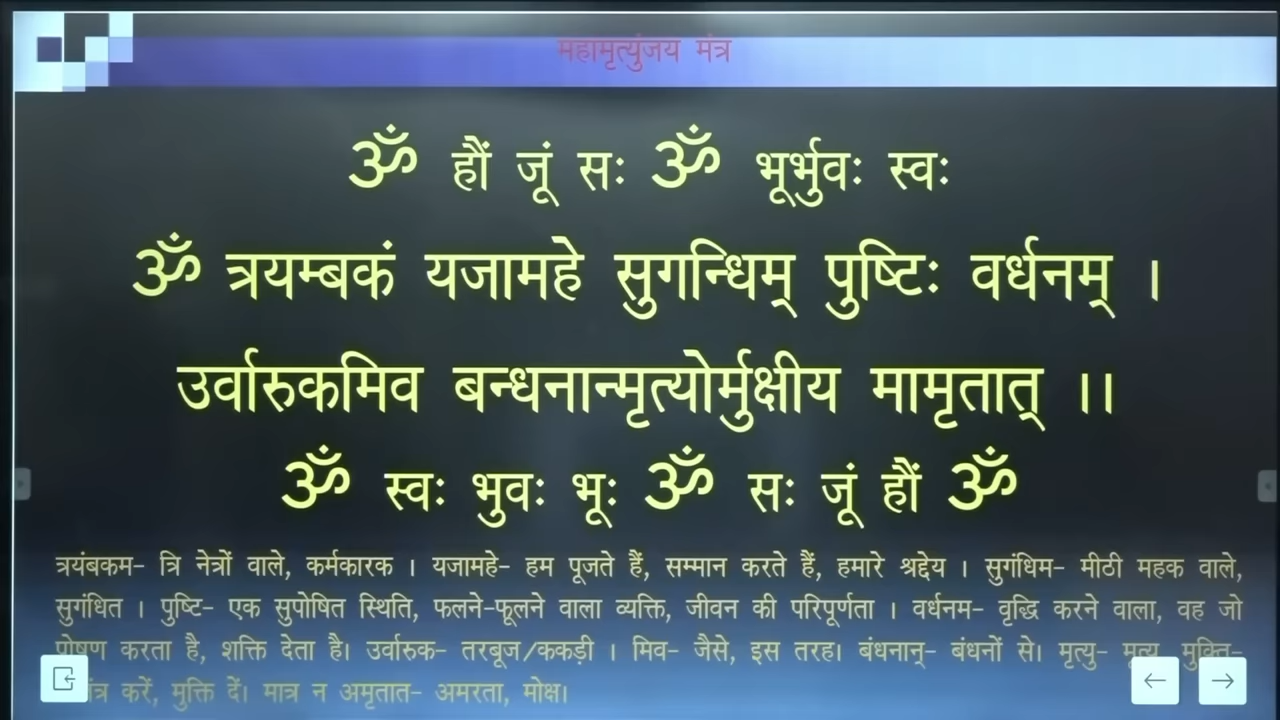 महामृत्युंजय मंत्र
ॐ हौं जूं सः ॐ भूर्भुवः स्वः
ॐ त्रयम्बकं यजामहे सुगन्धिम् पुष्टिः वर्धनम् ।
उर्वारुकमिव बन्धनान्मृत्योर्मुक्षीय मामृतात् ।।
ॐ स्वः भुवः भूः ॐ सः जूं हौं ॐ
त्रयंबकम- त्रि नेत्रों वाले, कर्मकारक । यजामहे- हम पूजते हैं, सम्मान करते हैं, हमारे श्रद्देय । सुगंधिम- मीठी महक वाले,
सुगंधित । पुष्टि- एक सुपोषित स्थिति, फलने-फूलने वाला व्यक्ति, जीवन की परिपूर्णता । वर्धनम- वृद्धि करने वाला, वह जो
पोषण करता है, शक्ति देता है। उर्वारुक- तरबूज/ककड़ी । मिव- जैसे, इस तरह। बंधनान्- बंधनों से। मृत्यु- मृत्यु मुक्ति-
करें, मुक्ति दें। मात्र न अमृतात- अमरता, मोक्ष।